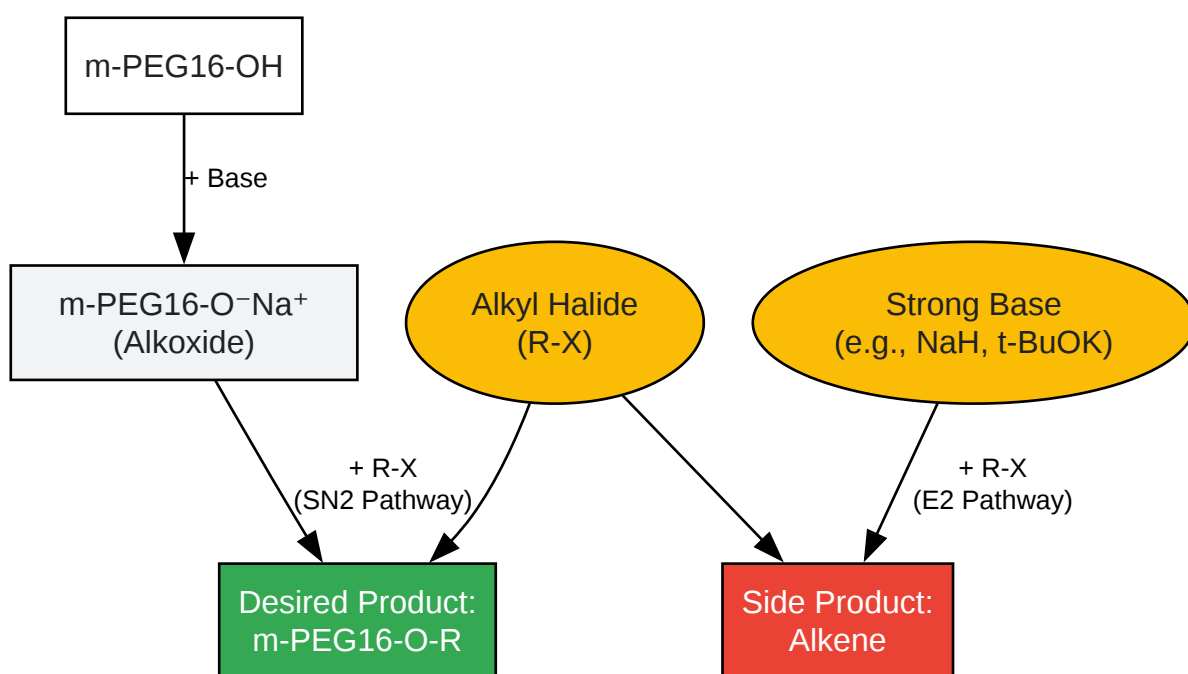 m-PEG16-OH
+ Base
m-PEG16-O⁻Na⁺
(Alkoxide)
Alkyl Halide
(R-X)
Strong Base
(e.g., NaH, t-BuOK)
+ R-X
(SN2 Pathway)
+ R-X
(E2 Pathway)
Desired Product:
m-PEG16-O-R
Side Product:
Alkene